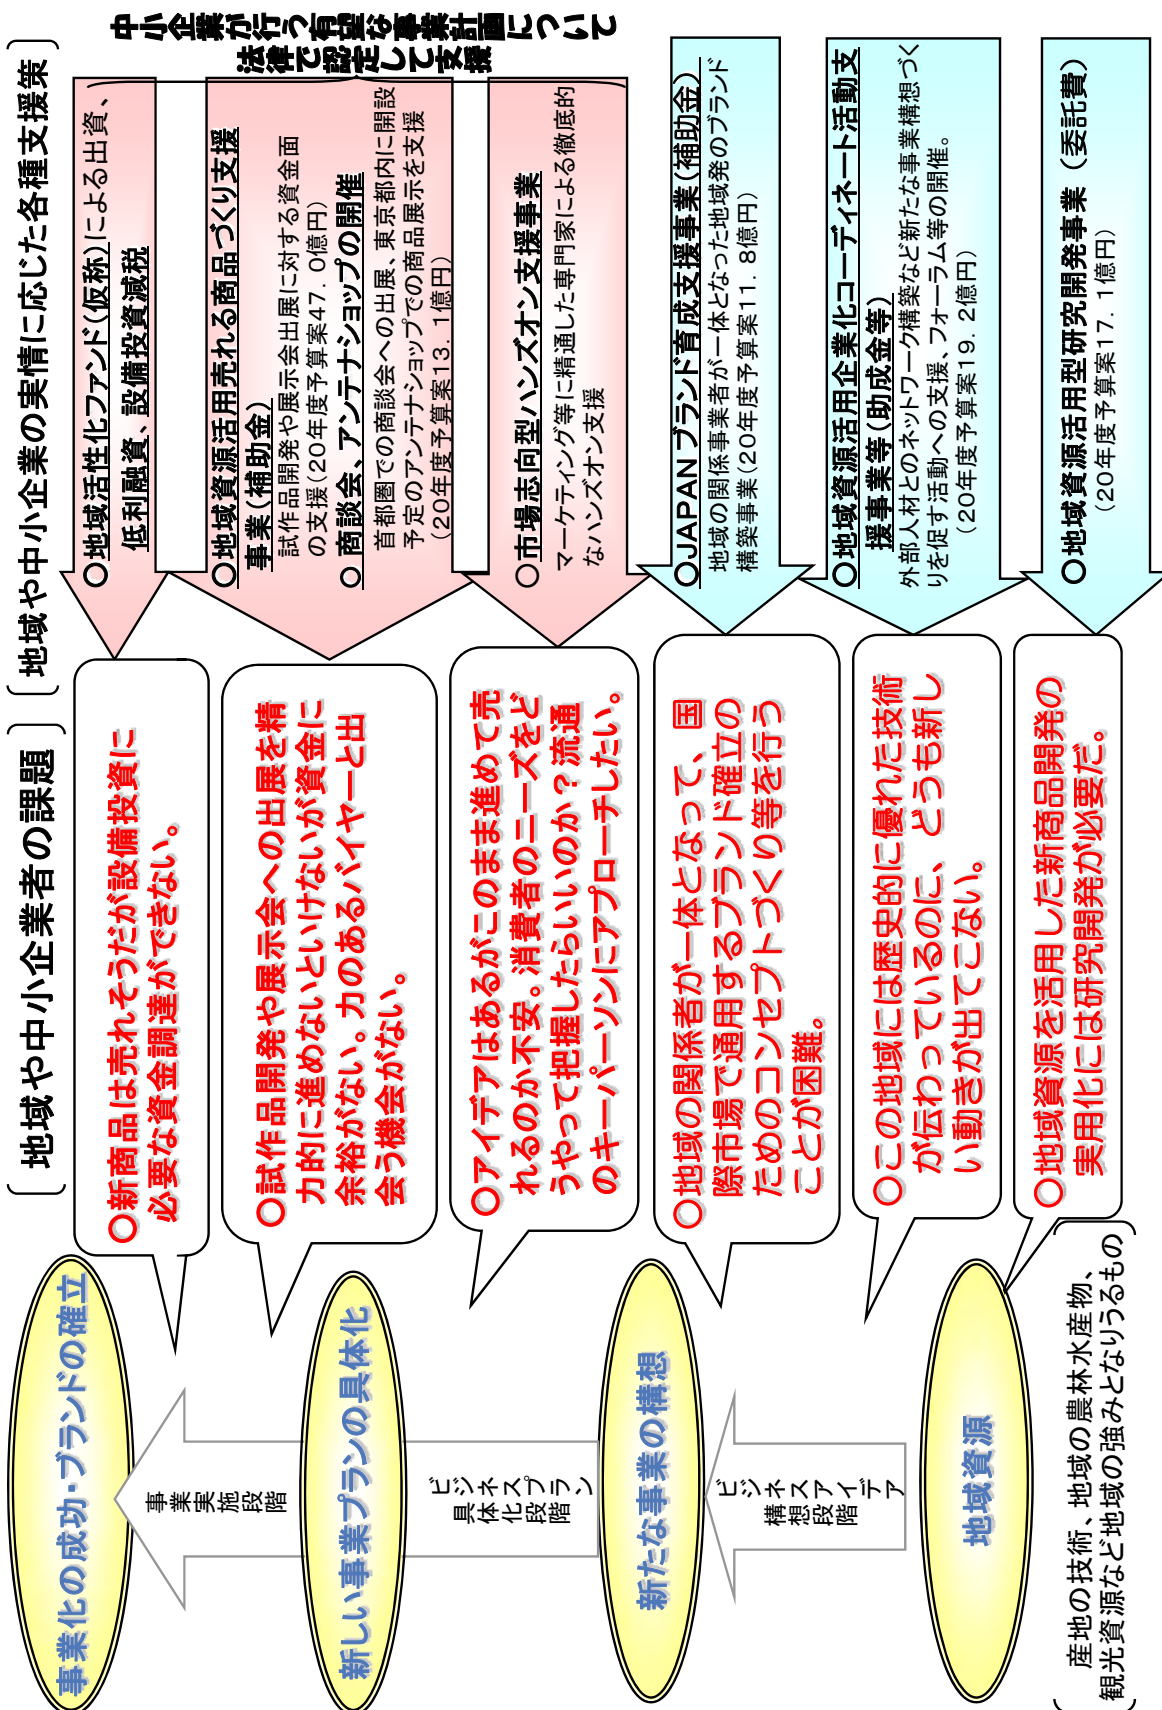 地域や中小企業者の課題
地域や中小企業の実情に応じた各種支援策
事業化の成功・ブランドの確立
事業実施段階
新しい事業プランの具体化
ビジネスプラン
具体化段階
新たな事業の構想
ビジネスアイデア
構想段階
地域資源
産地の技術、地域の農林水産物、
観光資源など地域の強みとなりうるもの
○新商品は売れそうだが設備投資に
必要な資金調達ができない。
○試作品開発や展示会への出展を精
力的に進めないといけないが資金に
余裕がない。力のあるバイヤーと出
会う機会がない。
○アイデアはあるがこのまま進めて売
れるのか不安。消費者のニーズをど
うやって把握したらいいのか？流通
のキーパーソンにアプローチしたい。
○地域の関係者が一体となって、国
際市場で通用するブランド確立の
ためのコンセプトづくり等を行う
ことが困難。
○この地域には歴史的に優れた技術
が伝わっているのに、どうも新し
い動きが出てこない。
○地域資源を活用した新商品開発の
実用化には研究開発が必要だ。
中小企業が行う有望な事業計画について
法律で認定して支援
○地域活性化ファンド（仮称）による出資、
低利融資、設備投資減税
○地域資源活用売れる商品づくり支援
事業（補助金）
試作品開発や展示会出展に対する資金面
の支援（20年度予算案47．0億円）
○商談会、アンテナショップの開催
首都圏での商談会への出展、東京都内に開設
予定のアンテナショップでの商品展示を支援
（20年度予算案13．1億円）
○市場志向型ハンズオン支援事業
マーケティング等に精通した専門家による徹底的
なハンズオン支援
○JAPANブランド育成支援事業（補助金）
地域の関係事業者が一体となった地域発のブランド
構築事業（20年度予算案11．8億円）
○地域資源活用企業化コーディネート活動支
援事業等（助成金等）
外部人材とのネットワーク構築など新たな事業構想づく
りを促す活動への支援、フォーラム等の開催。
（20年度予算案19．2億円）
○地域資源活用型研究開発事業（委託費）
（20年度予算案17．1億円）